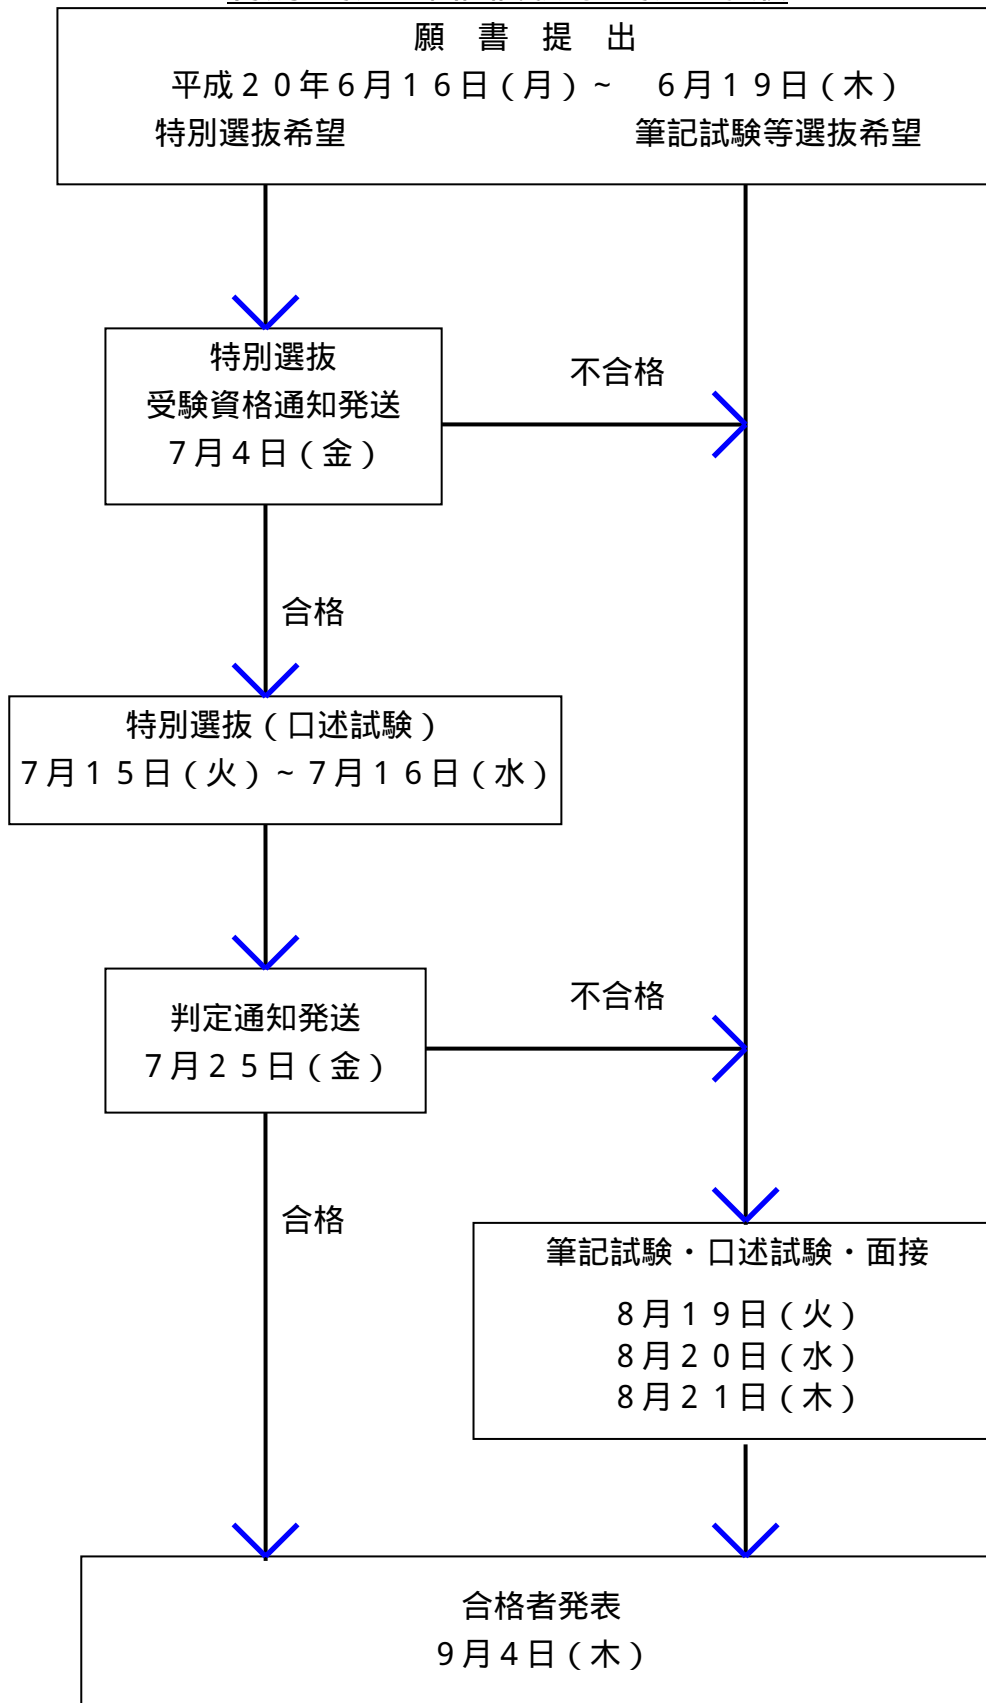 願　書　提　出
平成２０年６月１６日（月）～　６月１９日（木）
特別選抜希望　筆記試験等選抜希望
特別選抜
受験資格通知発送
７月４日（金）
不合格
合格
特別選抜（口述試験）
７月１５日（火）～７月１６日（水）
判定通知発送
７月２５日（金）
不合格
合格
筆記試験・口述試験・面接
８月１９日（火）
８月２０日（水）
８月２１日（木）
合格者発表
９月４日（木）